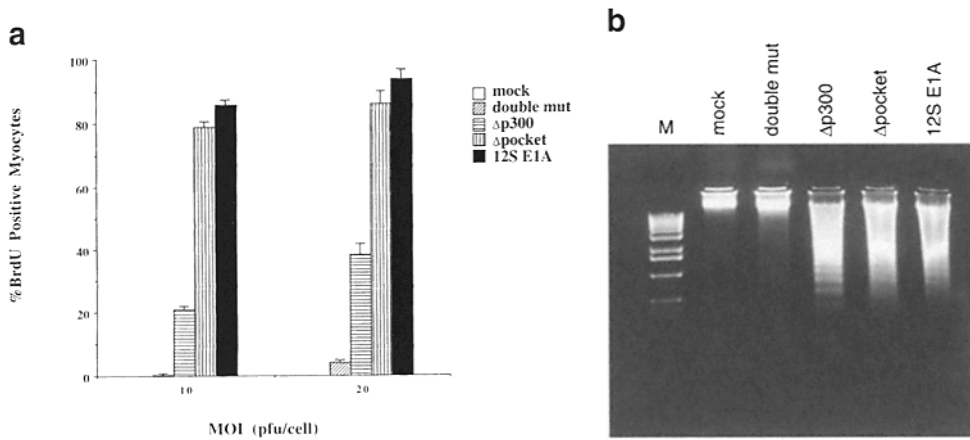 a
%BrdU Positive Myocytes
100
80
60
40
20
0
10
20
MOI (pfu/cell)
mock
double mut
Δp300
Δpocket
12S E1A
b
M
mock
double mut
Δp300
Δpocket
12S E1A